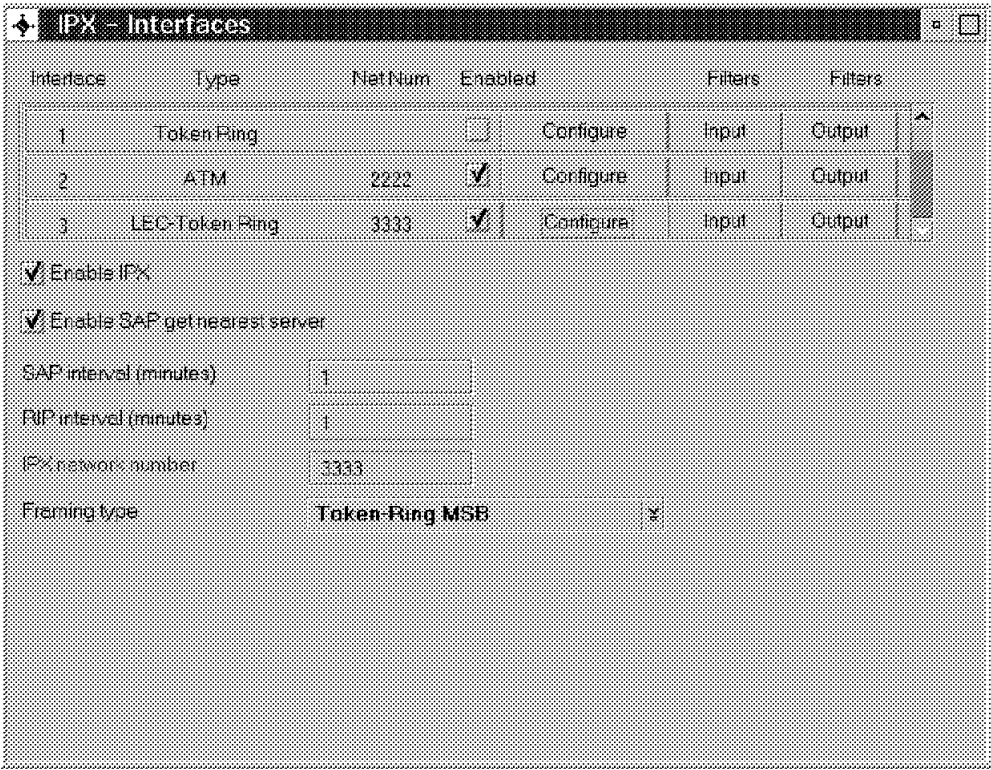 IPX - Interfaces
Interface Type Net Num Enabled Filters Filters
1 Token Ring Configure Input Output
2 ATM 2222 Configure Input Output
3 LEC-Token Ring 3333 Configure Input Output
Enable IPX
Enable SAP get nearest server
SAP interval (minutes) 1
RIP interval (minutes) 1
IPX network number 3333
Framing type Token-Ring MSB